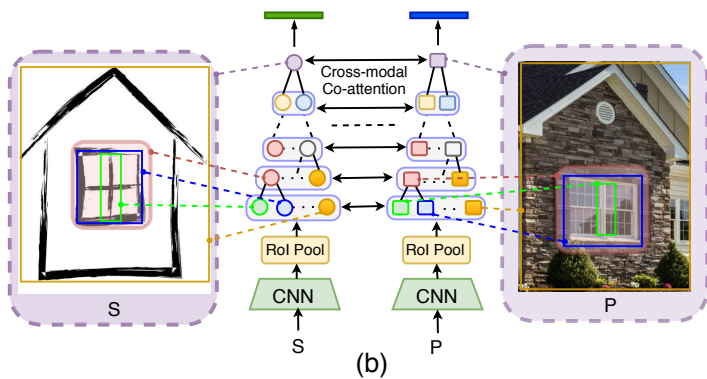 Cross-modal
Co-attention
RoI Pool
RoI Pool
CNN
CNN
S
P
S
P
(b)